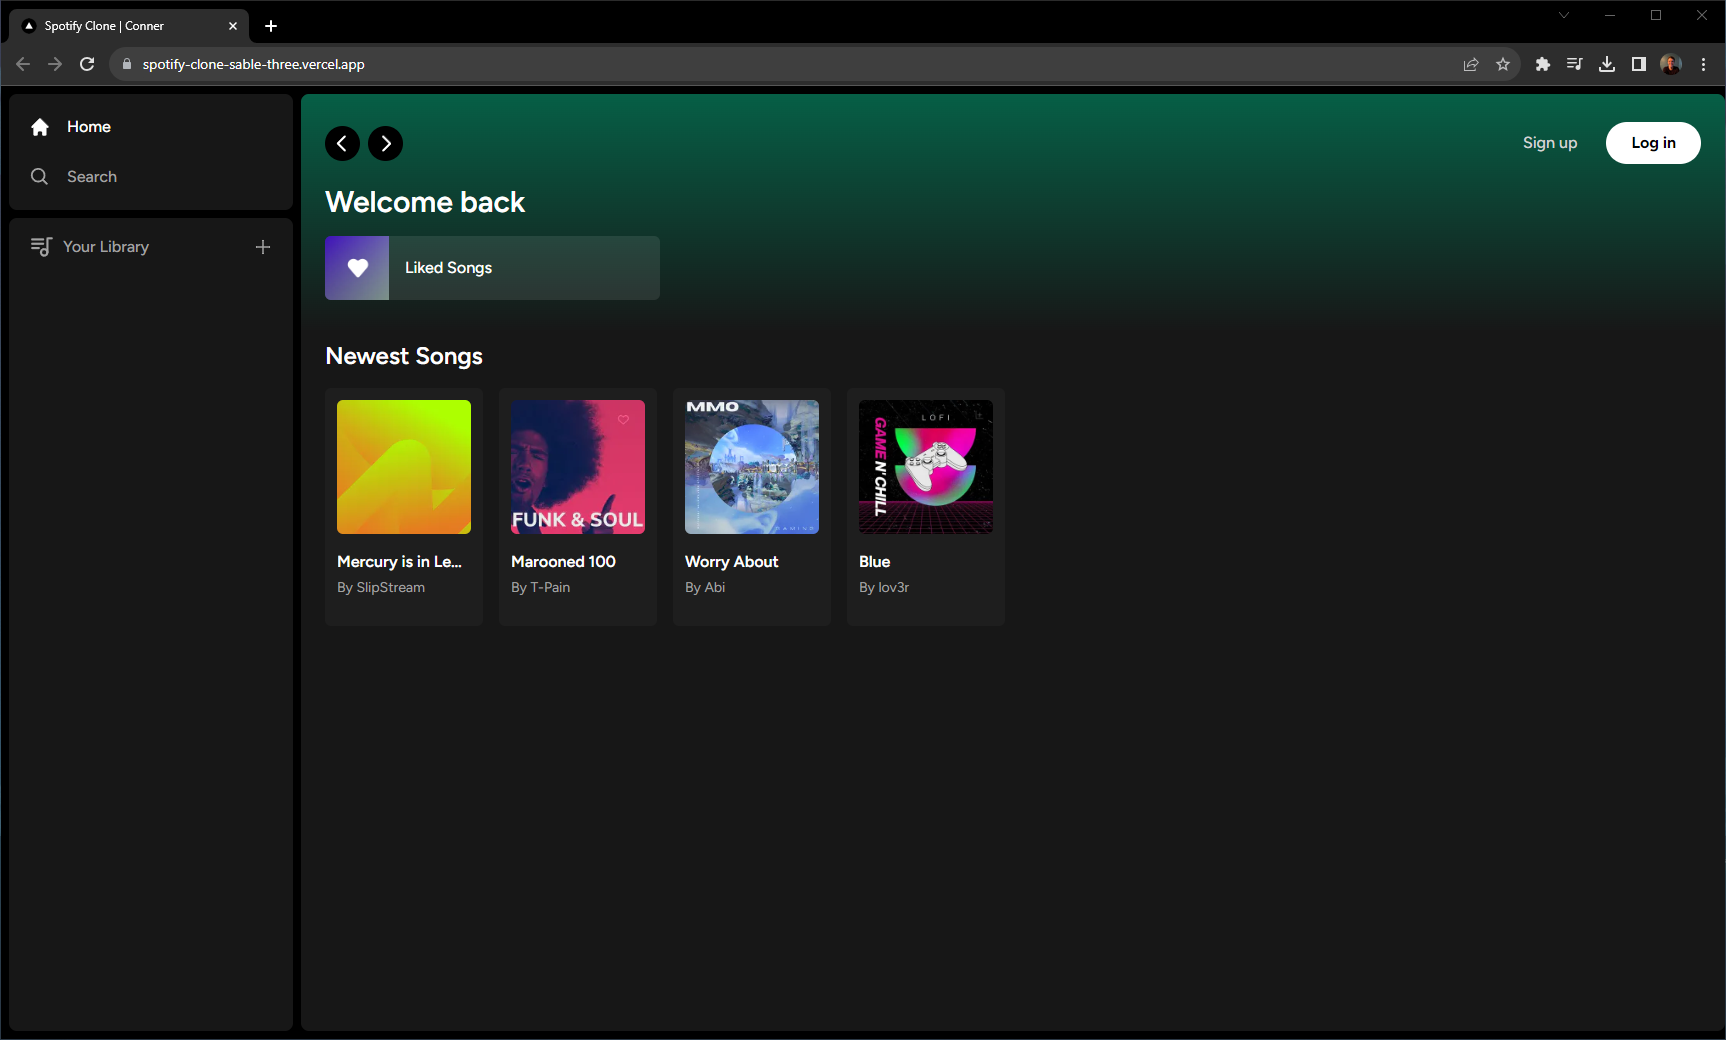 Spotify Clone | Conner
spotify-clone-sable-three.vercel.app
Home
Search
Your Library
Sign up
Log in
Welcome back
Liked Songs
Newest Songs
FUNK & SOUL
MMO
LOFI
GAME N' CHILL
Mercury is in Le...
By SlipStream
Marooned 100
By T-Pain
Worry About
By Abi
Blue
By lov3r